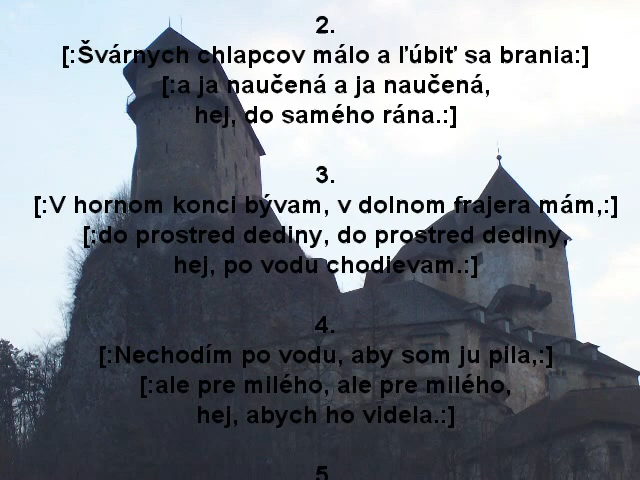 2.
[:Švárnych chlapcov málo a ľúbiť sa brania:]
[:a ja naučená a ja naučená,
hej, do samého rána.:]
3.
[:V hornom konci bývam, v dolnom frajera mám,:]
[:do prostred dediny, do prostred dediny,
hej, po vodu chodievam.:]
4.
[:Nechodím po vodu, aby som ju pila,:]
[:ale pre milého, ale pre milého,
hej, abych ho videla.:]
5